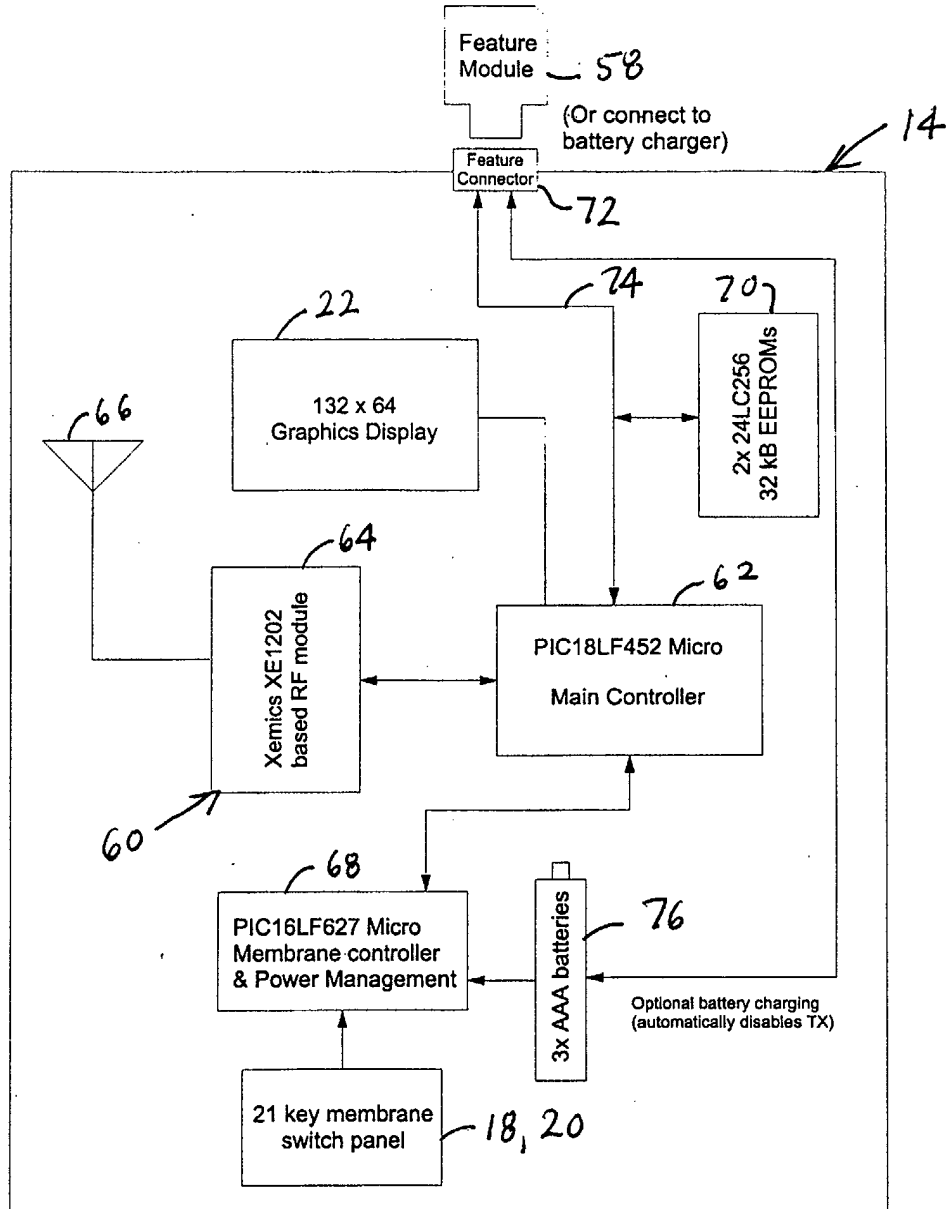 Feature
Module
58
(Or connect to
battery charger)
14
Feature
Connector
72
74
70
22
2x 24LC256
32 kB EEPROMs
132 x 64
Graphics Display
66
64
62
Xemics XE1202
based RF module
PIC18LF452 Micro
Main Controller
60
68
PIC16LF627 Micro
Membrane controller
& Power Management
3x AAA batteries
76
Optional battery charging
(automatically disables TX)
21 key membrane
switch panel
18, 20